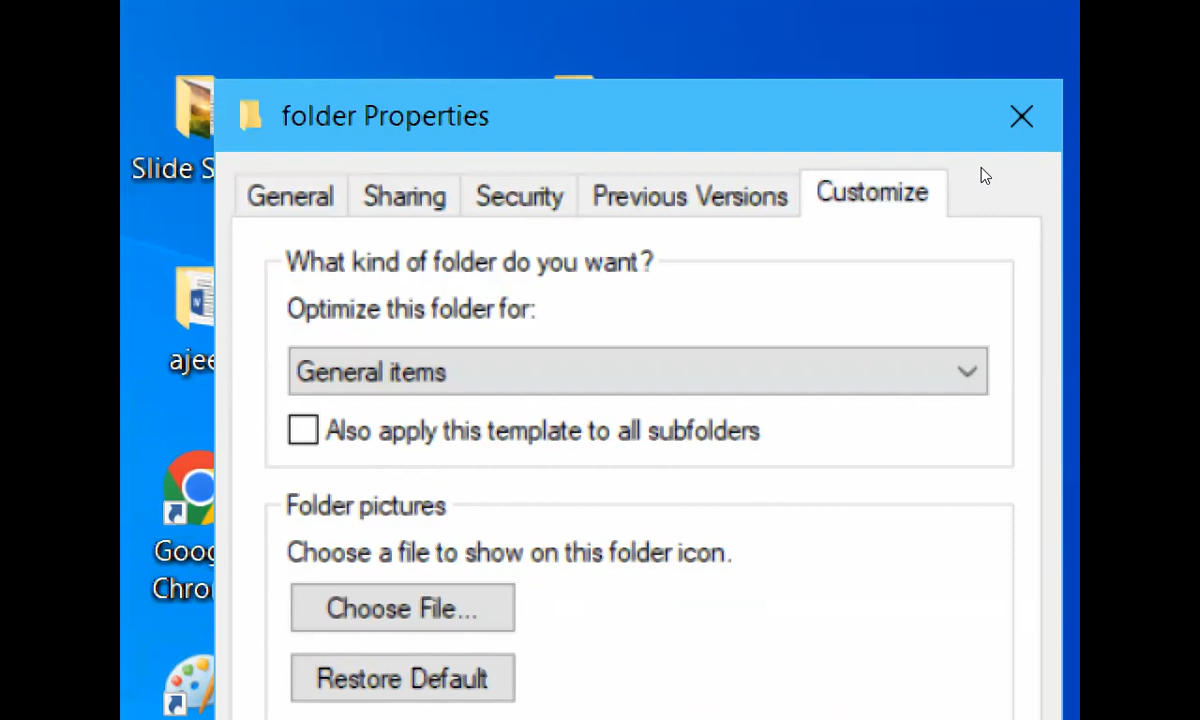 folder Properties
Slide S
General Sharing Security Previous Versions Customize
What kind of folder do you want?
Optimize this folder for:
General items
Also apply this template to all subfolders
ajee
Folder pictures
Choose a file to show on this folder icon.
Goog
Chro
Choose File...
Restore Default